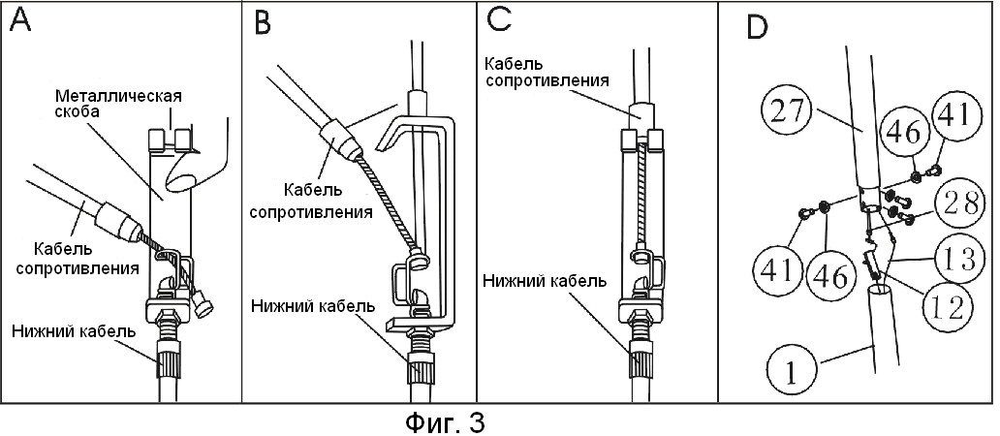 A
Металлическая
скоба
Кабель
сопротивления
Нижний кабель
B
Кабель
сопротивления
Нижний кабель
C
Кабель
сопротивления
Нижний кабель
D
27
46
41
28
13
12
41
46
1
Фиг. 3